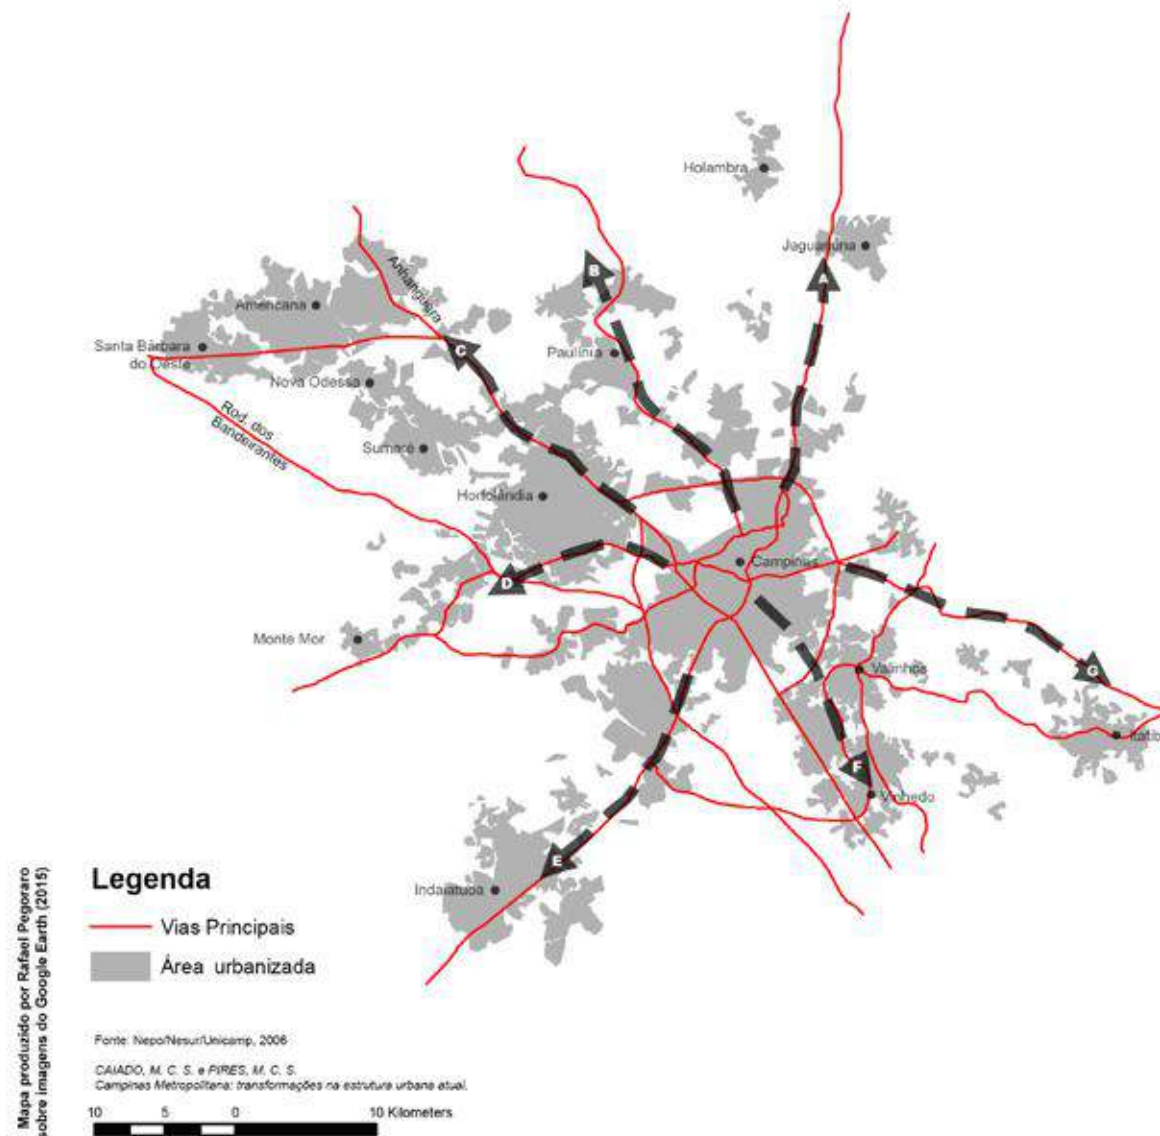 Holambra
Jaguariúna
A
B
Anhanguera
Americana
Santa Bárbara
do Oeste
Nova Odessa
C
Paulínia
Rod. dos
Bandeirantes
Sumaré
Hortolândia
Campinas
D
Monte Mor
Valinhos
G
Itatib
F
Vinhedo
E
Indaiatuba
Legenda
Vias Principais
Área urbanizada
Fonte: Nepo/Nesur/Unicamp, 2006
CAIADO, M. C. S. e PIRES, M. C. S.
Campinas Metropolitana: transformações na estrutura urbana atual.
10 5 0 10 Kilometers
Mapa produzido por Rafael Pegoraro
sobre imagens do Google Earth (2015)